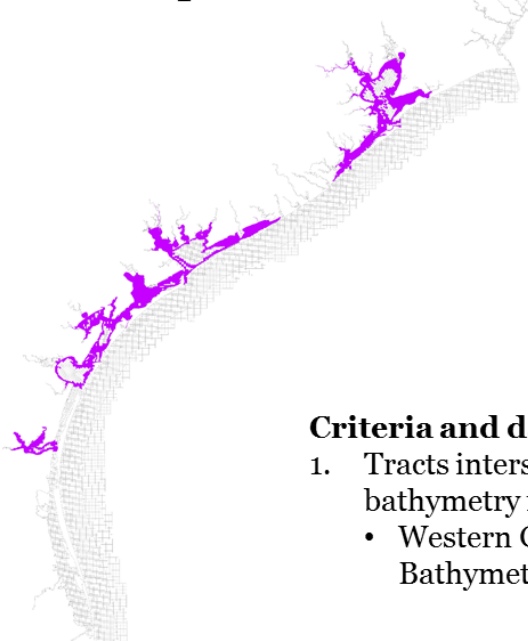 Criteria and d
1. Tracts inters
bathymetry
• Western
Bathymet